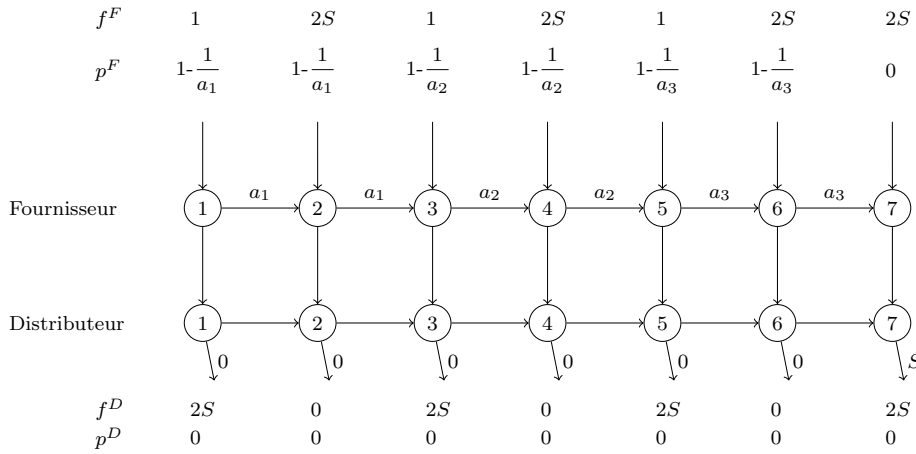 f^F 1 2S 1 2S 1 2S 2S
p^F 1-1/a_1 1-1/a_1 1-1/a_2 1-1/a_2 1-1/a_3 1-1/a_3 0
a_1 a_1 a_2 a_2 a_3 a_3
Fournisseur 1 2 3 4 5 6 7
Distributeur 1 2 3 4 5 6 7
0 0 0 0 0 0 S
f^D 2S 0 2S 0 2S 0 2S
p^D 0 0 0 0 0 0 0